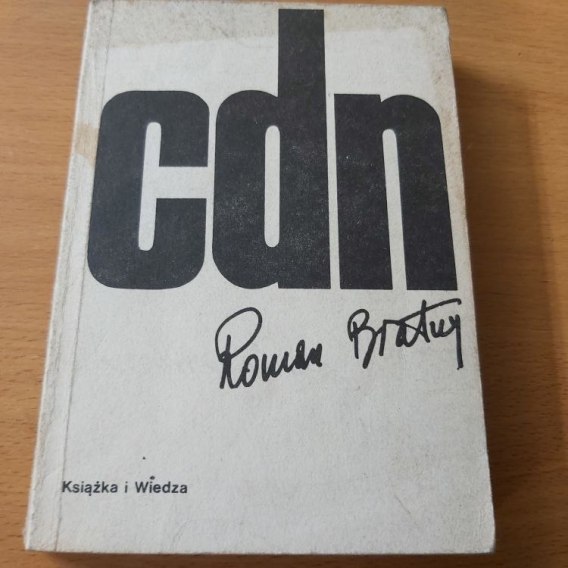 cdn
Roman Bratny
Książka i Wiedza